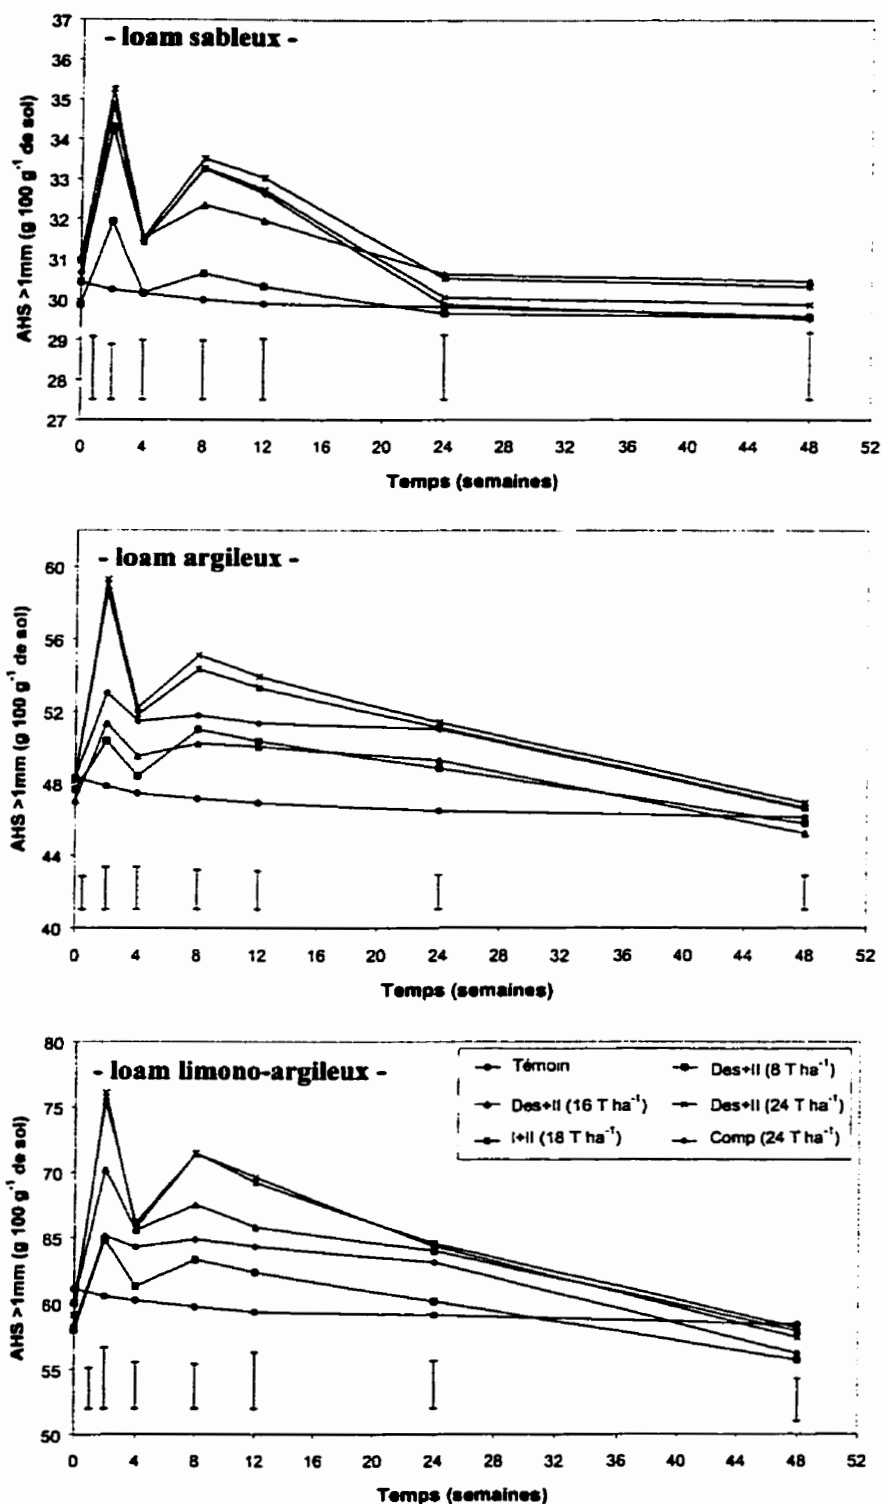 - loam sableux -
AHS >1mm (g 100 g⁻¹ de sol)
37
36
35
34
33
32
31
30
29
28
27
0 4 8 12 16 20 24 28 32 36 40 44 48 52
Temps (semaines)
- loam argileux -
AHS >1mm (g 100 g⁻¹ de sol)
60
56
52
48
44
40
0 4 8 12 16 20 24 28 32 36 40 44 48 52
Temps (semaines)
- loam limono-argileux -
AHS >1mm (g 100 g⁻¹ de sol)
80
75
70
65
60
55
50
Témoin
Des+II (8 T ha⁻¹)
Des+II (16 T ha⁻¹)
Des+II (24 T ha⁻¹)
I+II (18 T ha⁻¹)
Comp (24 T ha⁻¹)
0 4 8 12 16 20 24 28 32 36 40 44 48 52
Temps (semaines)